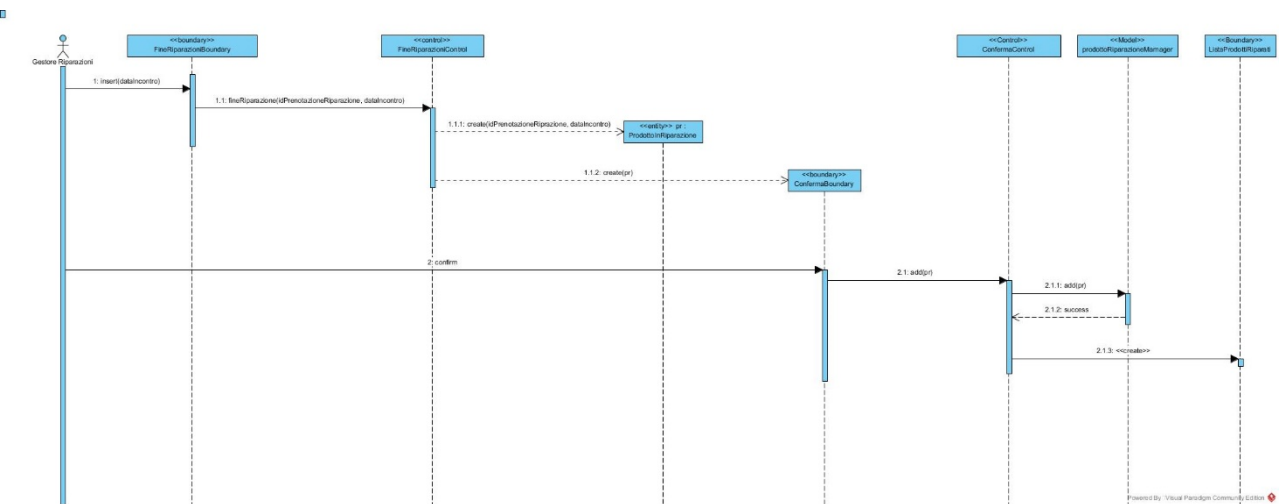 <<boundary>>
FineRiparazioniBoundary
<<control>>
FineRiparazioniControl
<<Control>>
ConfermaControl
<<Model>>
prodottoRiparazioneMamager
<<Boundary>>
ListaProdottiRiparati
Gestore Riparazioni
1: insert(dataIncontro)
1.1: fineRiparazione(idPrenotazioneRiparazione, dataIncontro)
1.1.1: create(idPrenotazioneRiprazione, dataIncontro)
<<entity>> pr :
ProdottoInRiparazione
1.1.2: create(pr)
<<boundary>>
ConfermaBoundary
2: confirm
2.1: add(pr)
2.1.1: add(pr)
2.1.2: success
2.1.3: <<create>>
Powered By Visual Paradigm Community Edition